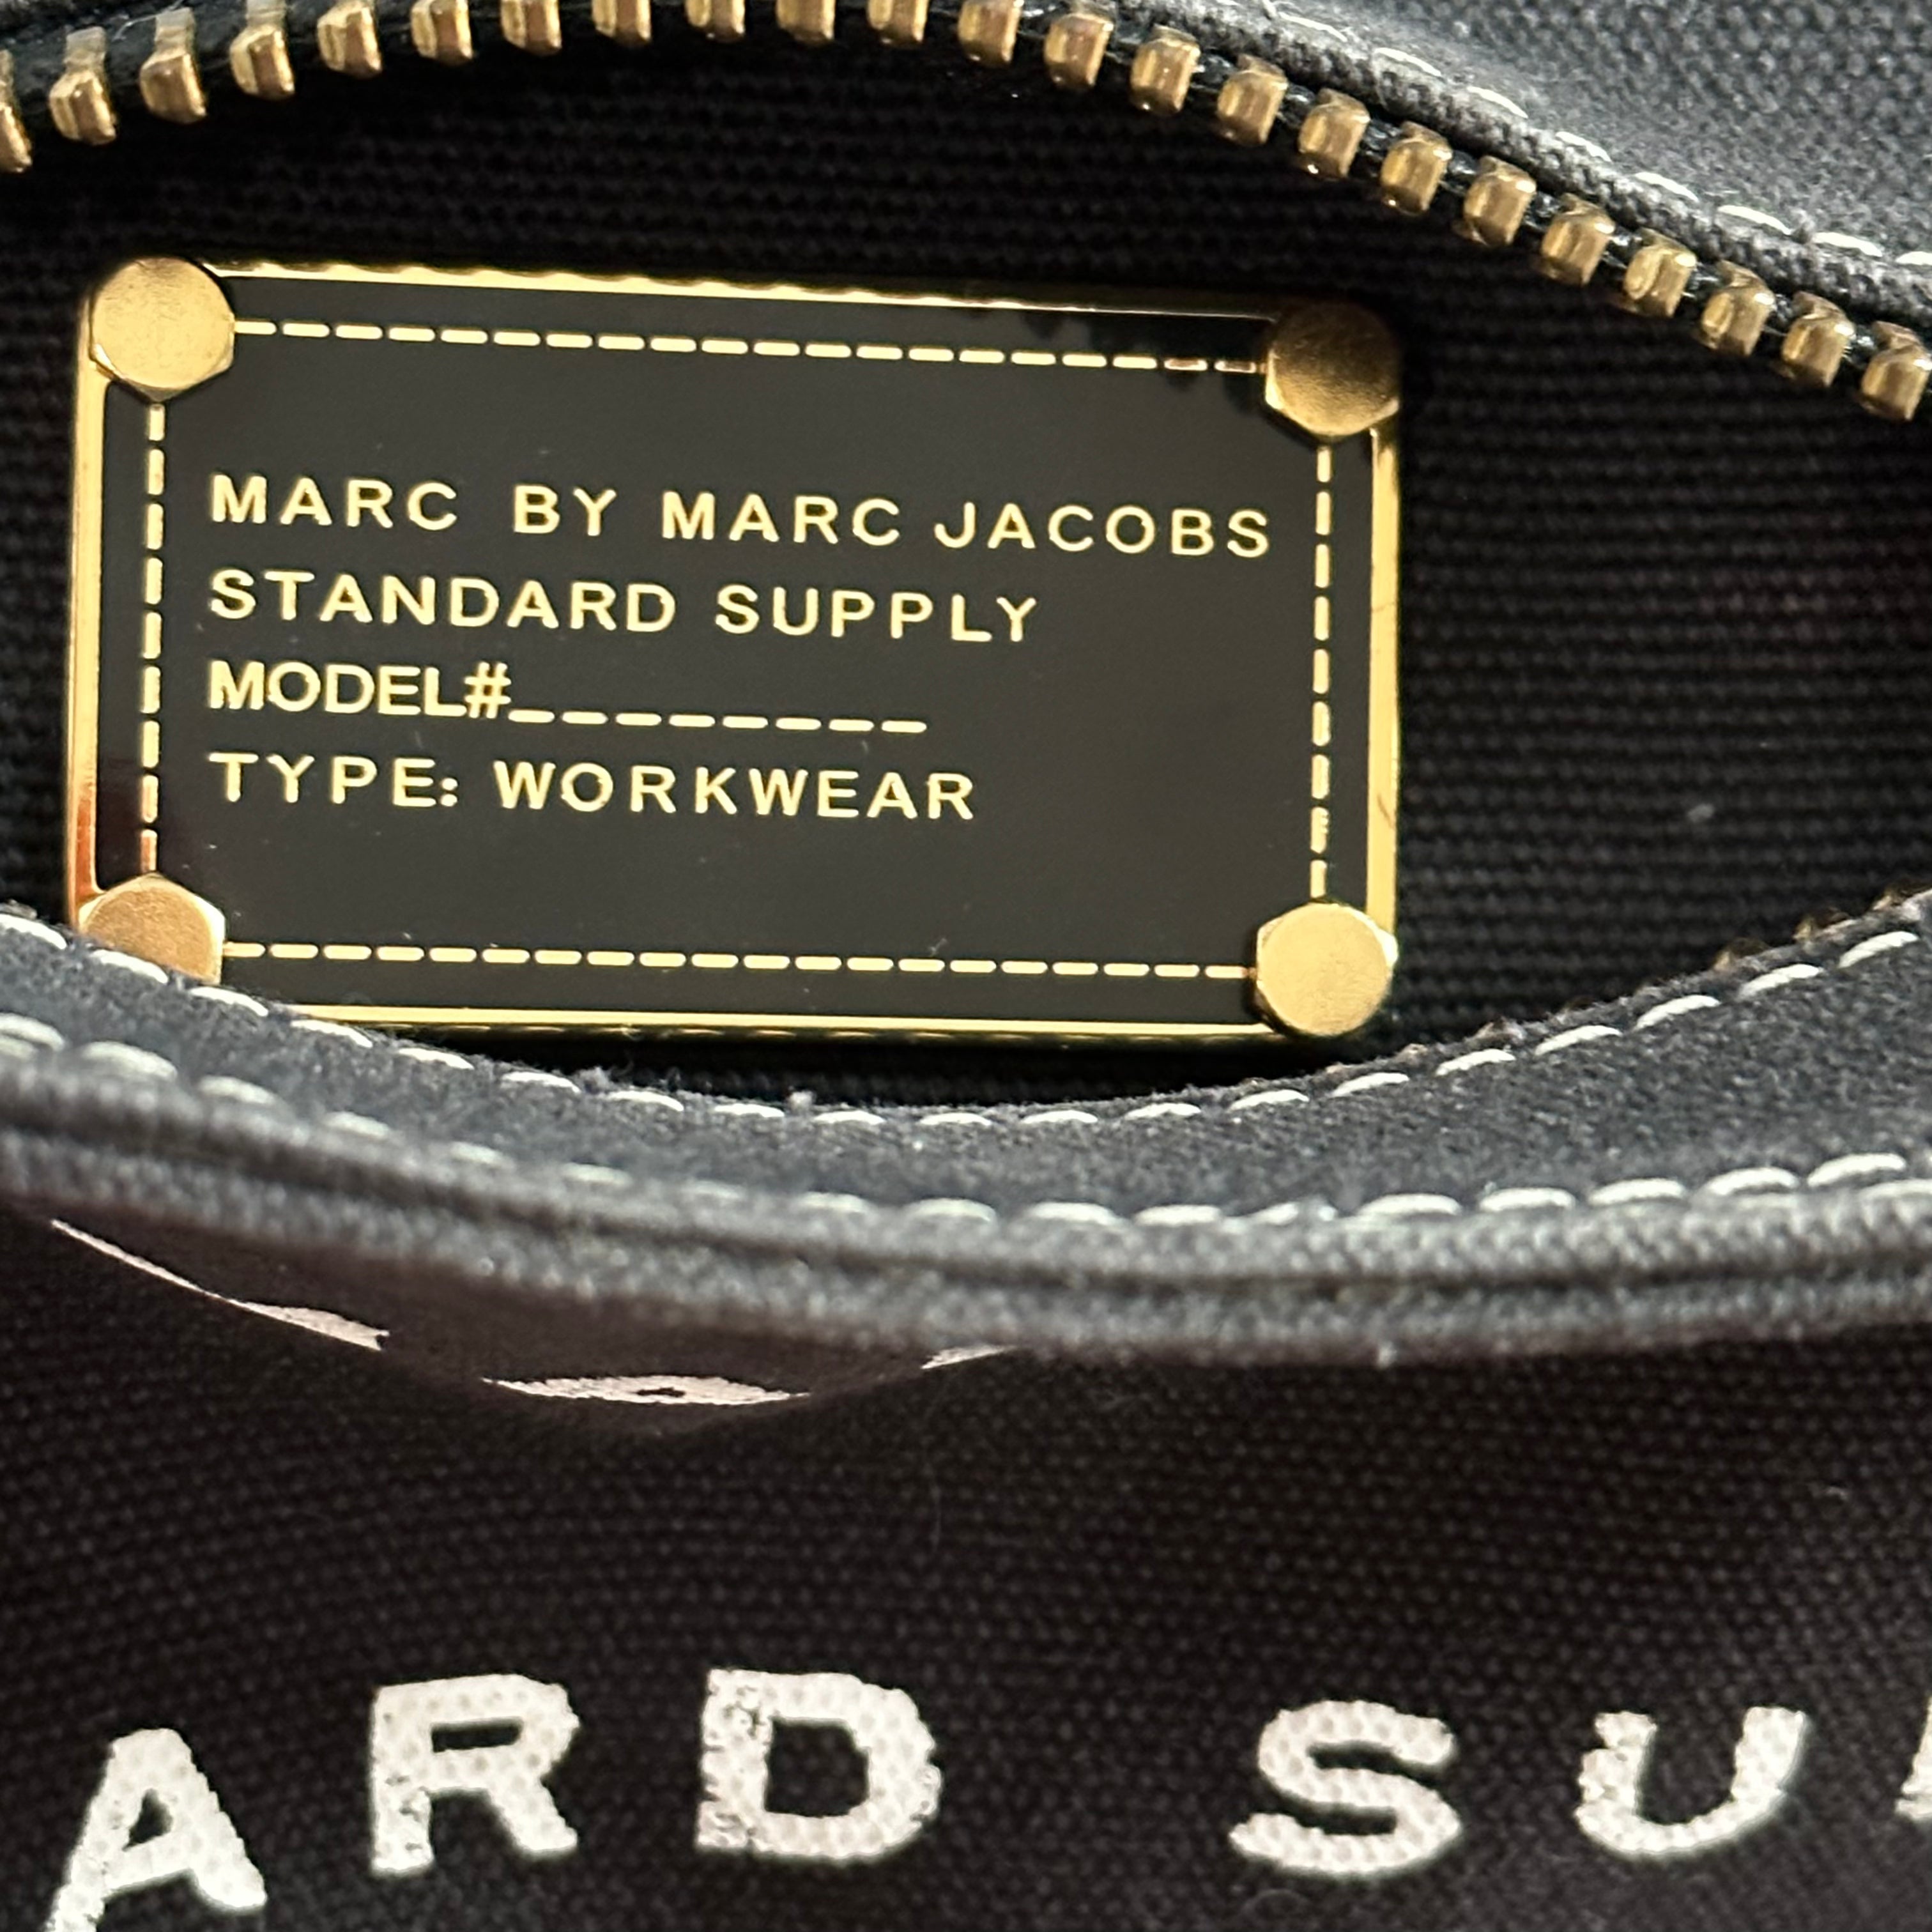 MARC BY MARC JACOBS
STANDARD SUPPLY
MODEL#_________
TYPE: WORKWEAR
ARD SU